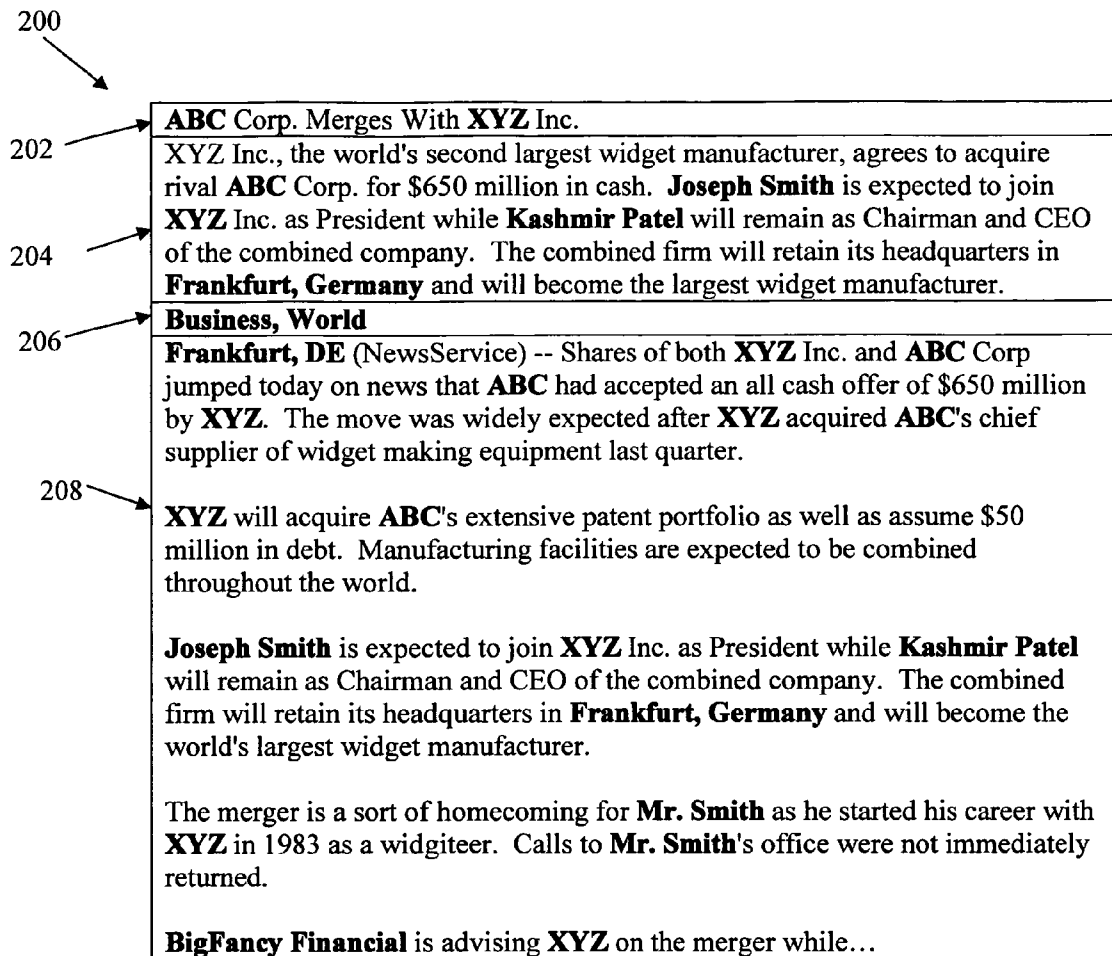 200
202
ABC Corp. Merges With XYZ Inc.
204
XYZ Inc., the world's second largest widget manufacturer, agrees to acquire
rival ABC Corp. for $650 million in cash. Joseph Smith is expected to join
XYZ Inc. as President while Kashmir Patel will remain as Chairman and CEO
of the combined company. The combined firm will retain its headquarters in
Frankfurt, Germany and will become the largest widget manufacturer.
206
Business, World
208
Frankfurt, DE (NewsService) -- Shares of both XYZ Inc. and ABC Corp
jumped today on news that ABC had accepted an all cash offer of $650 million
by XYZ. The move was widely expected after XYZ acquired ABC's chief
supplier of widget making equipment last quarter.
XYZ will acquire ABC's extensive patent portfolio as well as assume $50
million in debt. Manufacturing facilities are expected to be combined
throughout the world.
Joseph Smith is expected to join XYZ Inc. as President while Kashmir Patel
will remain as Chairman and CEO of the combined company. The combined
firm will retain its headquarters in Frankfurt, Germany and will become the
world's largest widget manufacturer.
The merger is a sort of homecoming for Mr. Smith as he started his career with
XYZ in 1983 as a widgiteer. Calls to Mr. Smith's office were not immediately
returned.
BigFancy Financial is advising XYZ on the merger while…